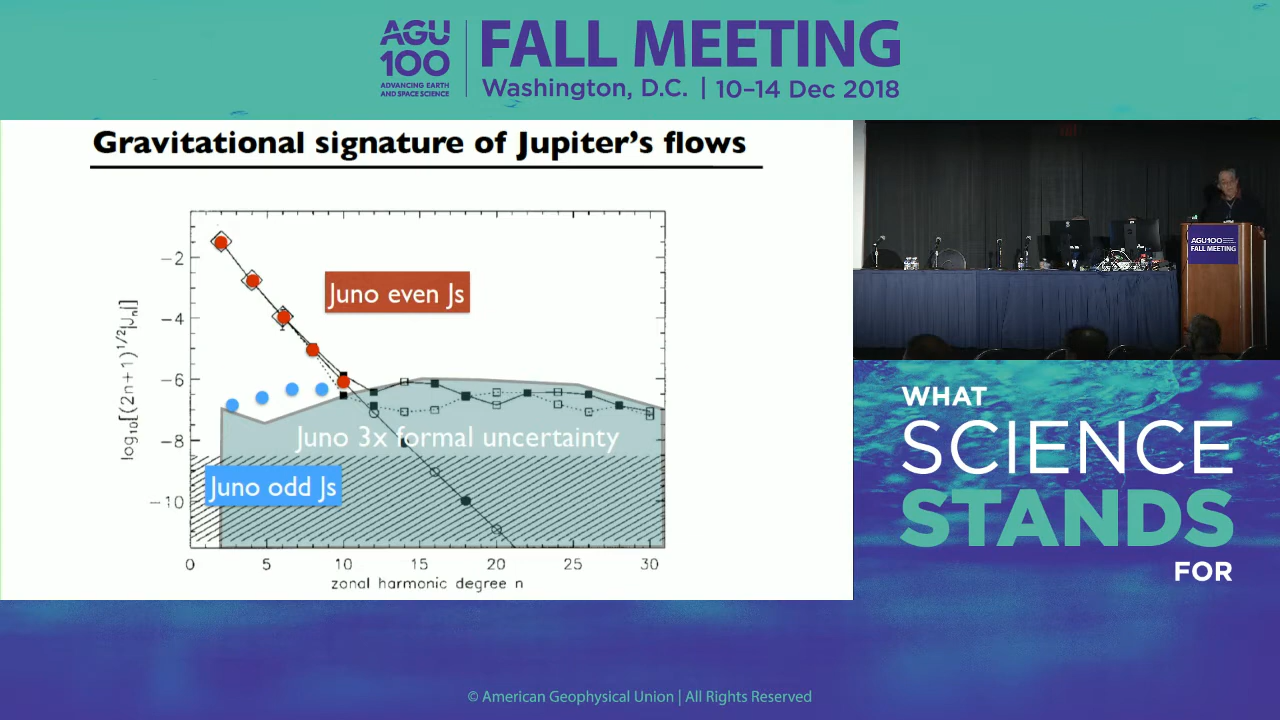 AGU
100
ADVANCING EARTH
AND SPACE SCIENCE
FALL MEETING
Washington, D.C. | 10–14 Dec 2018
Gravitational signature of Jupiter's flows
Juno even Js
Juno 3x formal uncertainty
Juno odd Js
log₁₀[(2n+1)^1/2|Jₙ|]
−2
−4
−6
−8
−10
0 5 10 15 20 25 30
zonal harmonic degree n
AGU100
FALL MEETING
WHAT
SCIENCE
STANDS
FOR
© American Geophysical Union | All Rights Reserved